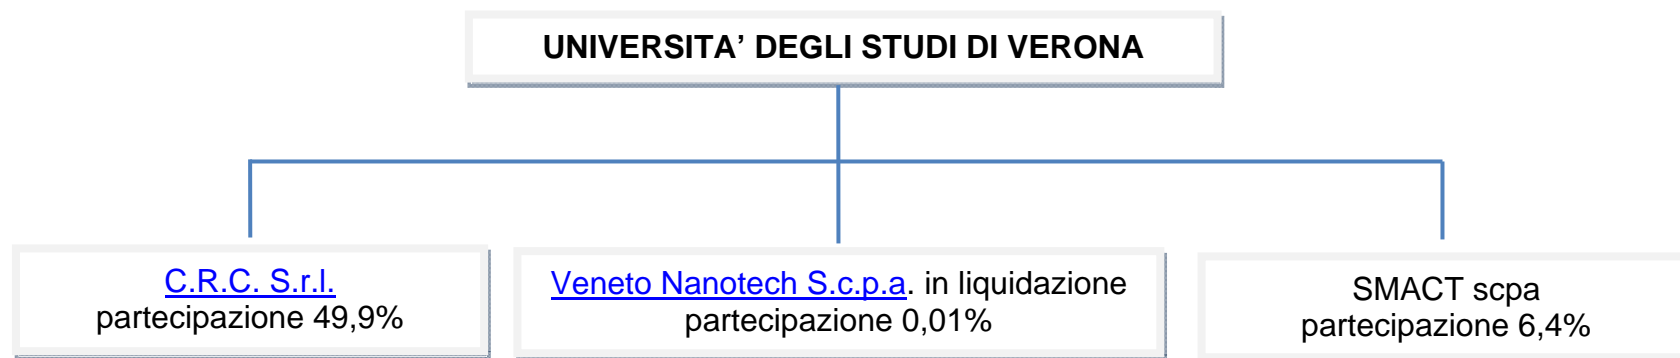 UNIVERSITA’ DEGLI STUDI DI VERONA
C.R.C. S.r.l.
partecipazione 49,9%
Veneto Nanotech S.c.p.a. in liquidazione
partecipazione 0,01%
SMACT scpa
partecipazione 6,4%